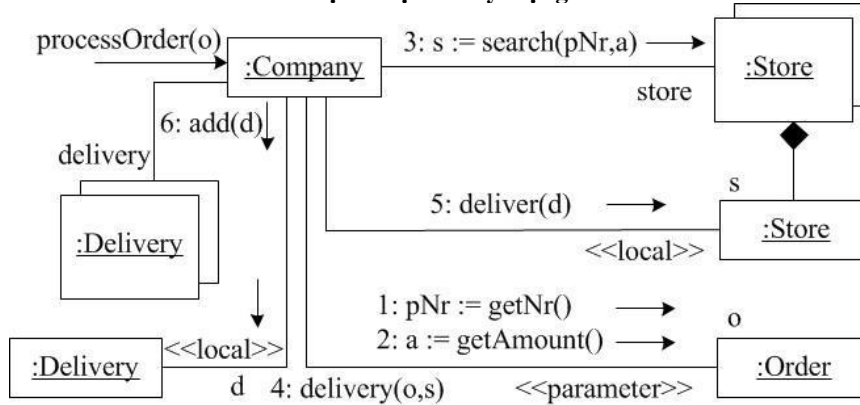 processOrder(o)
:Company
3: s := search(pNr,a)
:Store
store
6: add(d)
delivery
:Delivery
s
5: deliver(d)
:Store
<<local>>
1: pNr := getNr()
2: a := getAmount()
o
<<local>>
:Delivery
d
4: delivery(o,s)
<<parameter>>
:Order